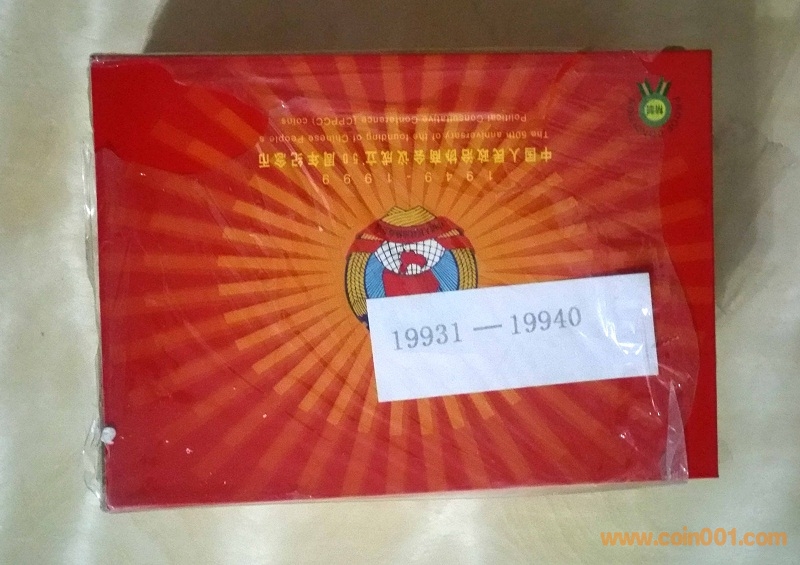 1949-1999
中国人民政治协商会议成立50周年纪念币
The 50th anniversary of the founding of Chinese People's
Political Consultative Conference (CPPCC) coins
19931—19940
www.coin001.com